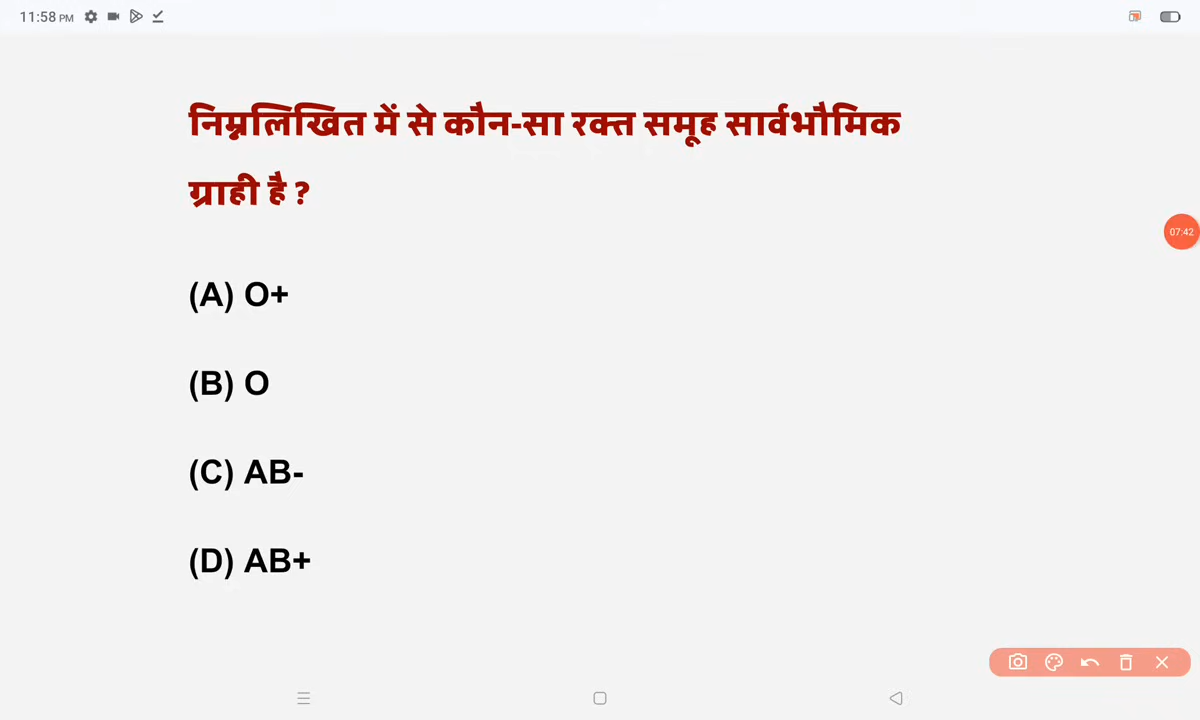 11:58 PM
निम्नलिखित में से कौन-सा रक्त समूह सार्वभौमिक
ग्राही है ?
07:42
(A) O+
(B) O
(C) AB-
(D) AB+